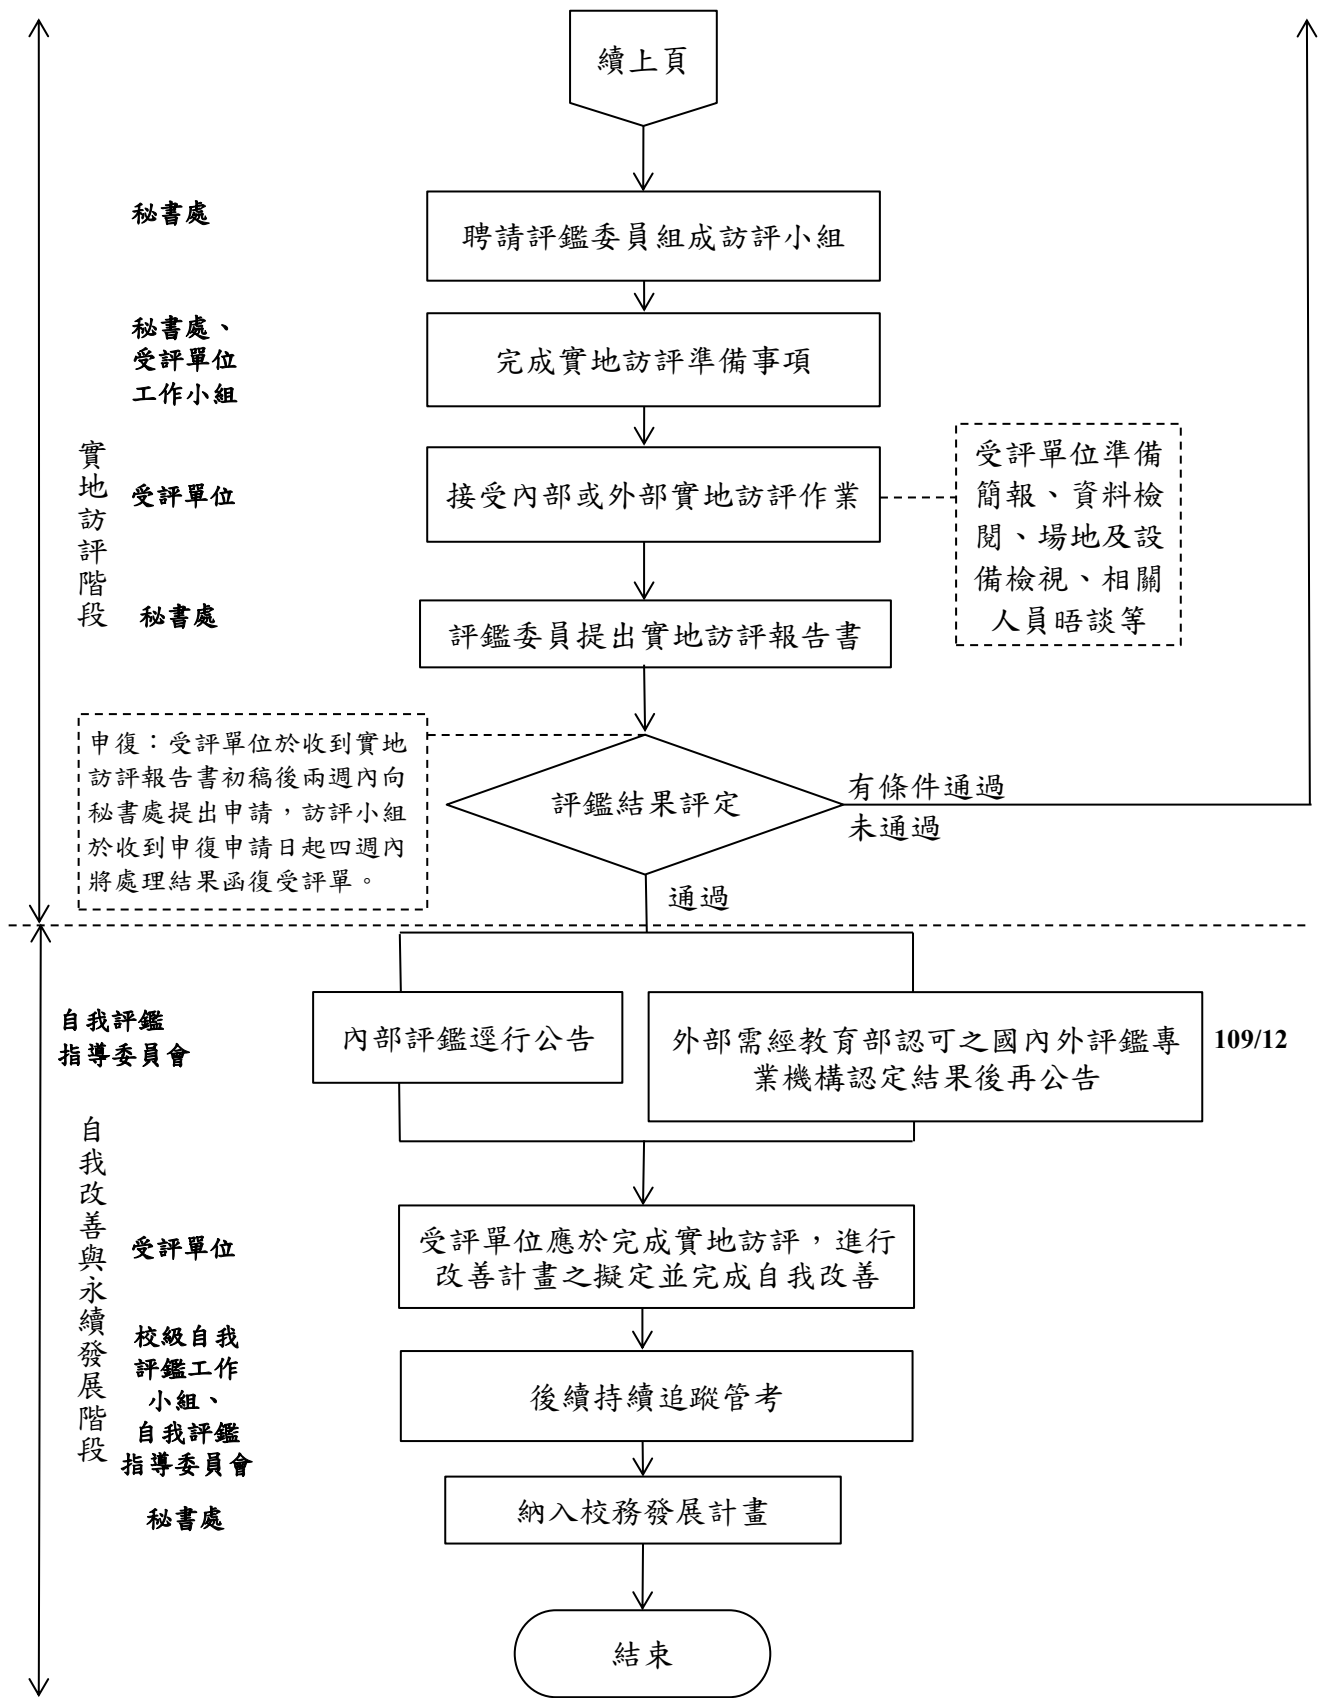 續上頁
秘書處
聘請評鑑委員組成訪評小組
秘書處、
受評單位
工作小組
完成實地訪評準備事項
實地訪評階段
受評單位
接受內部或外部實地訪評作業
受評單位準備
簡報、資料檢
閱、場地及設
備檢視、相關
人員晤談等
秘書處
評鑑委員提出實地訪評報告書
申復：受評單位於收到實地
訪評報告書初稿後兩週內向
秘書處提出申請，訪評小組
於收到申復申請日起四週內
將處理結果函復受評單。
評鑑結果評定
有條件通過
未通過
通過
自我評鑑
指導委員會
內部評鑑逕行公告
外部需經教育部認可之國內外評鑑專
業機構認定結果後再公告
109/12
自我改善與永續發展階段
受評單位
受評單位應於完成實地訪評，進行
改善計畫之擬定並完成自我改善
校級自我
評鑑工作
小組、
自我評鑑
指導委員會
後續持續追蹤管考
秘書處
納入校務發展計畫
結束